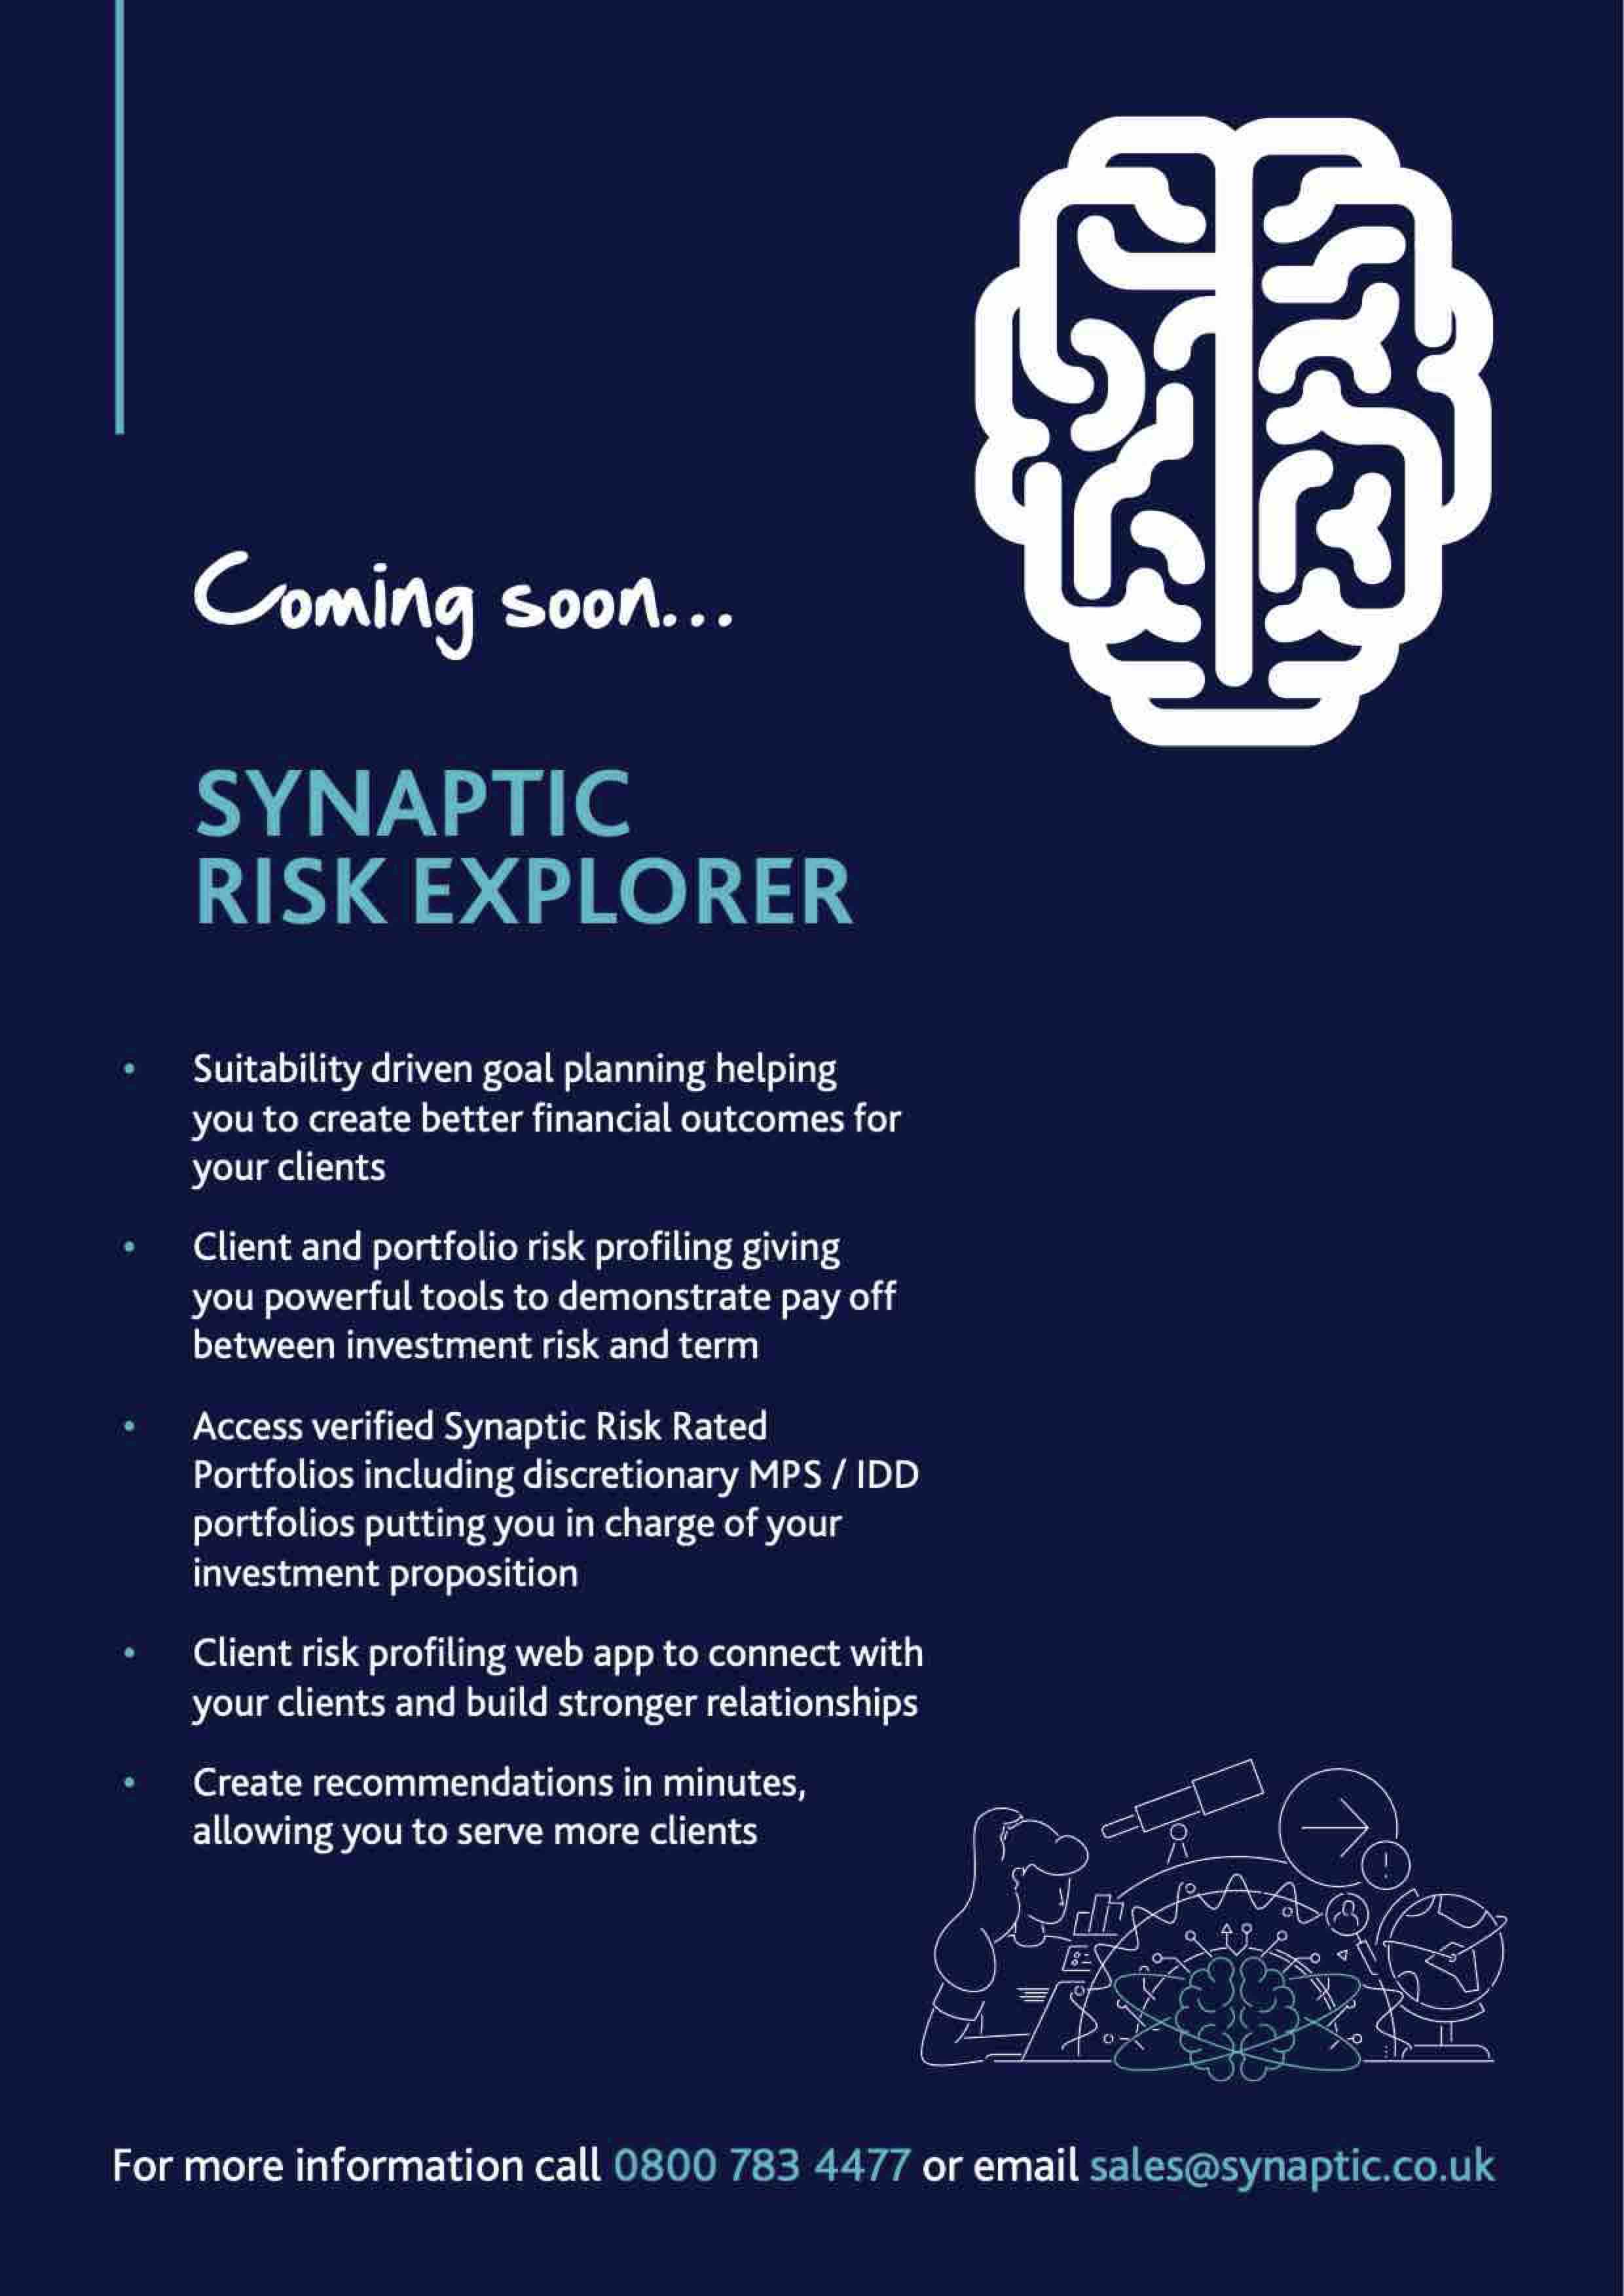 Coming soon...
SYNAPTIC
RISK EXPLORER
• Suitability driven goal planning helping
you to create better financial outcomes for
your clients
• Client and portfolio risk profiling giving
you powerful tools to demonstrate pay off
between investment risk and term
• Access verified Synaptic Risk Rated
Portfolios including discretionary MPS / IDD
portfolios putting you in charge of your
investment proposition
• Client risk profiling web app to connect with
your clients and build stronger relationships
• Create recommendations in minutes,
allowing you to serve more clients
For more information call 0800 783 4477 or email sales@synaptic.co.uk